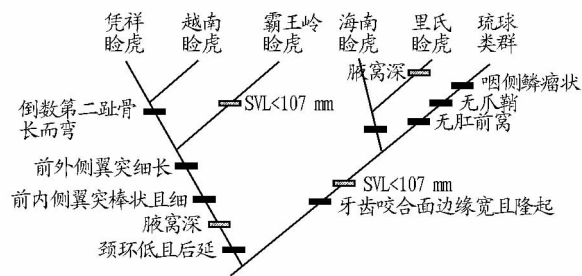 凭祥
睑虎
越南
睑虎
霸王岭
睑虎
海南
睑虎
里氏
睑虎
琉球
类群
腋窝深
咽侧鳞瘤状
无爪鞘
无肛前窝
倒数第二趾骨
长而弯
SVL<107 mm
前外侧翼突细长
前内侧翼突棒状且细
腋窝深
颈环低且后延
SVL<107 mm
牙齿咬合面边缘宽且隆起